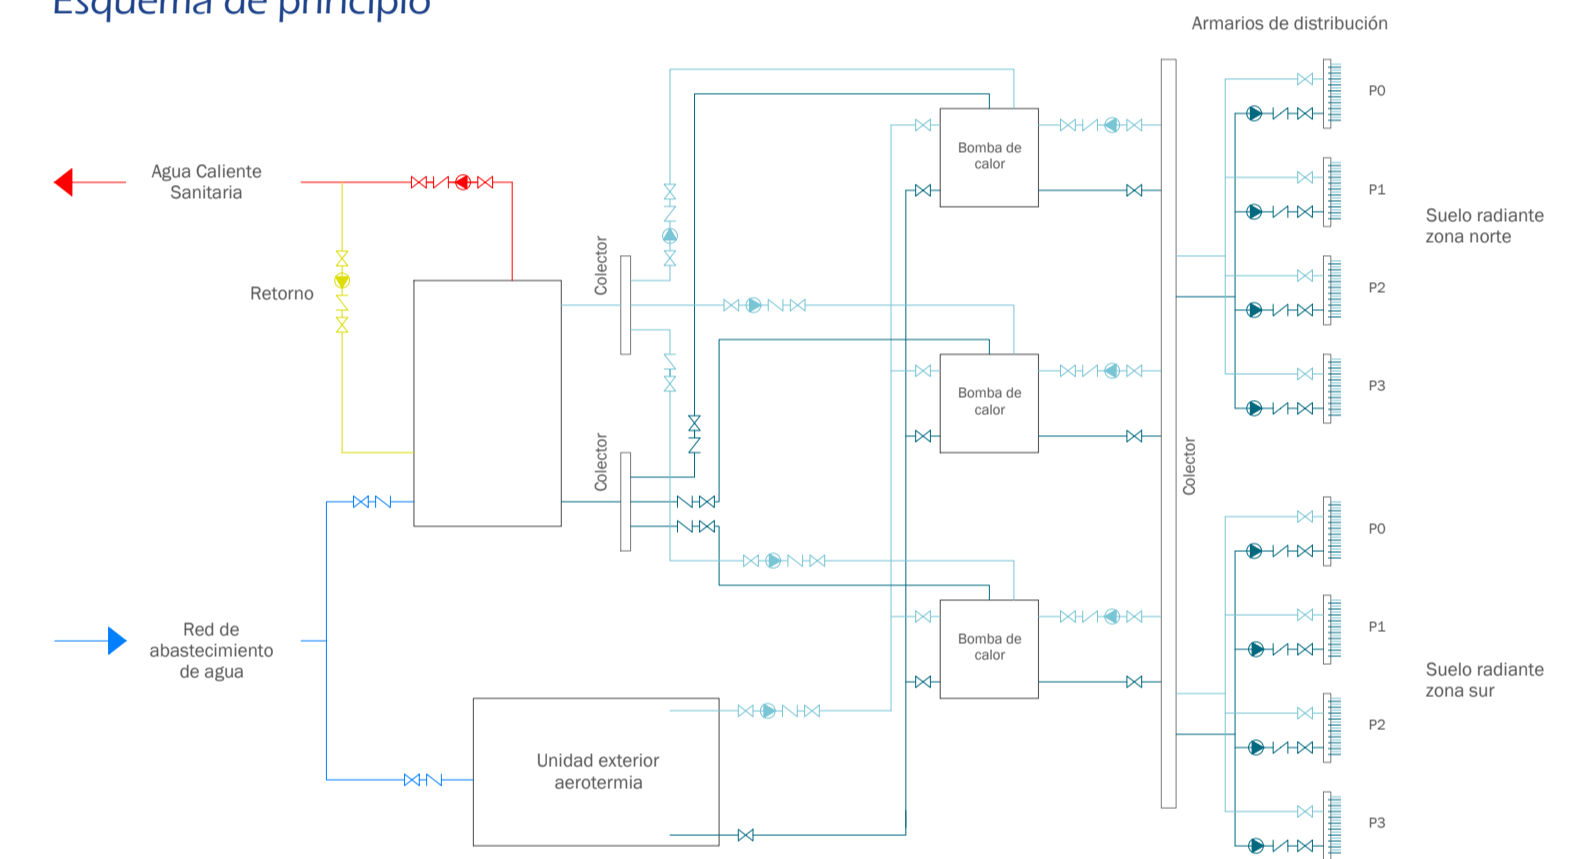 Esquema de principio
Armarios de distribución
P0
P1
P2
P3
Suelo radiante
zona norte
Agua Caliente
Sanitaria
Retorno
Colector
Colector
Bomba de
calor
Bomba de
calor
Bomba de
calor
Colector
Red de
abastecimiento
de agua
Unidad exterior
aerotermia
P0
P1
P2
P3
Suelo radiante
zona sur